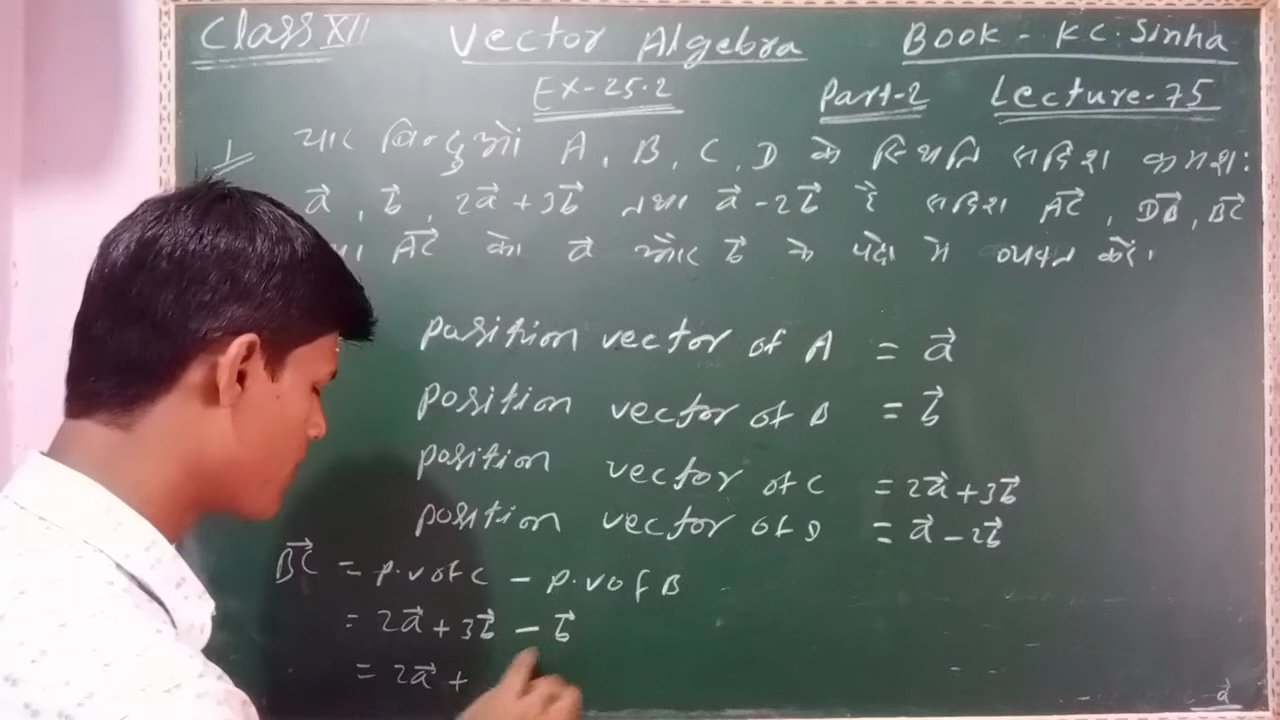 Class XII Vector Algebra Book - KC. Sinha
Ex-25.2 Part-2 Lecture-75
1 चार बिन्दुओं A, B, C, D के स्थिति सदिश क्रमशः
a⃗, b⃗, 2a⃗ + 3b⃗ तथा a⃗ - 2b⃗ है सदिश AC⃗, DB⃗, BC⃗
AC⃗ को a⃗ और b⃗ के पदों में व्यक्त करें।
position vector of A = a⃗
position vector of B = b⃗
position vector of C = 2a⃗ + 3b⃗
position vector of D = a⃗ - 2b⃗
BC⃗ = p.v of C - p.v of B
= 2a⃗ + 3b⃗ - b⃗
= 2a⃗ +
a⃗